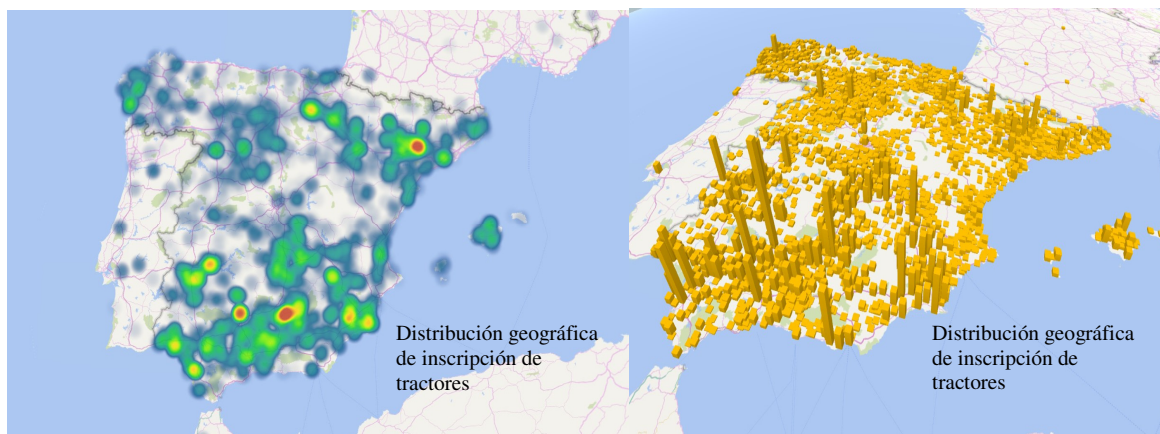 Distribución geográfica
de inscripción de
tractores
Distribución geográfica
de inscripción de
tractores